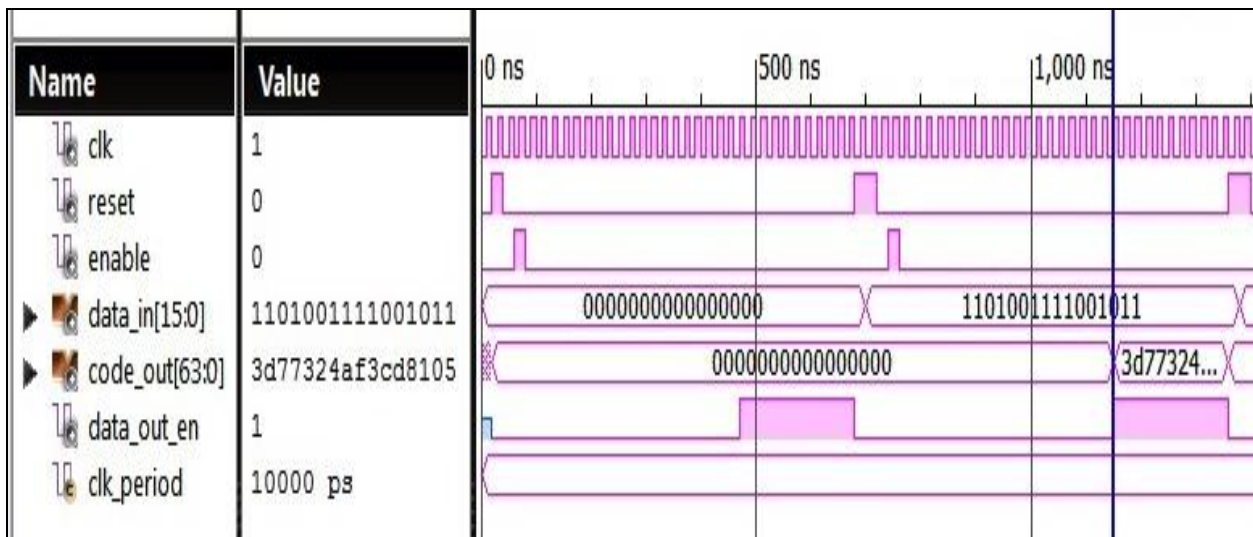 Name Value 0 ns 500 ns 1,000 ns
clk 1
reset 0
enable 0
data_in[15:0] 1101001111001011 0000000000000000 1101001111001011
code_out[63:0] 3d77324af3cd8105 0000000000000000 3d77324...
data_out_en 1
clk_period 10000 ps